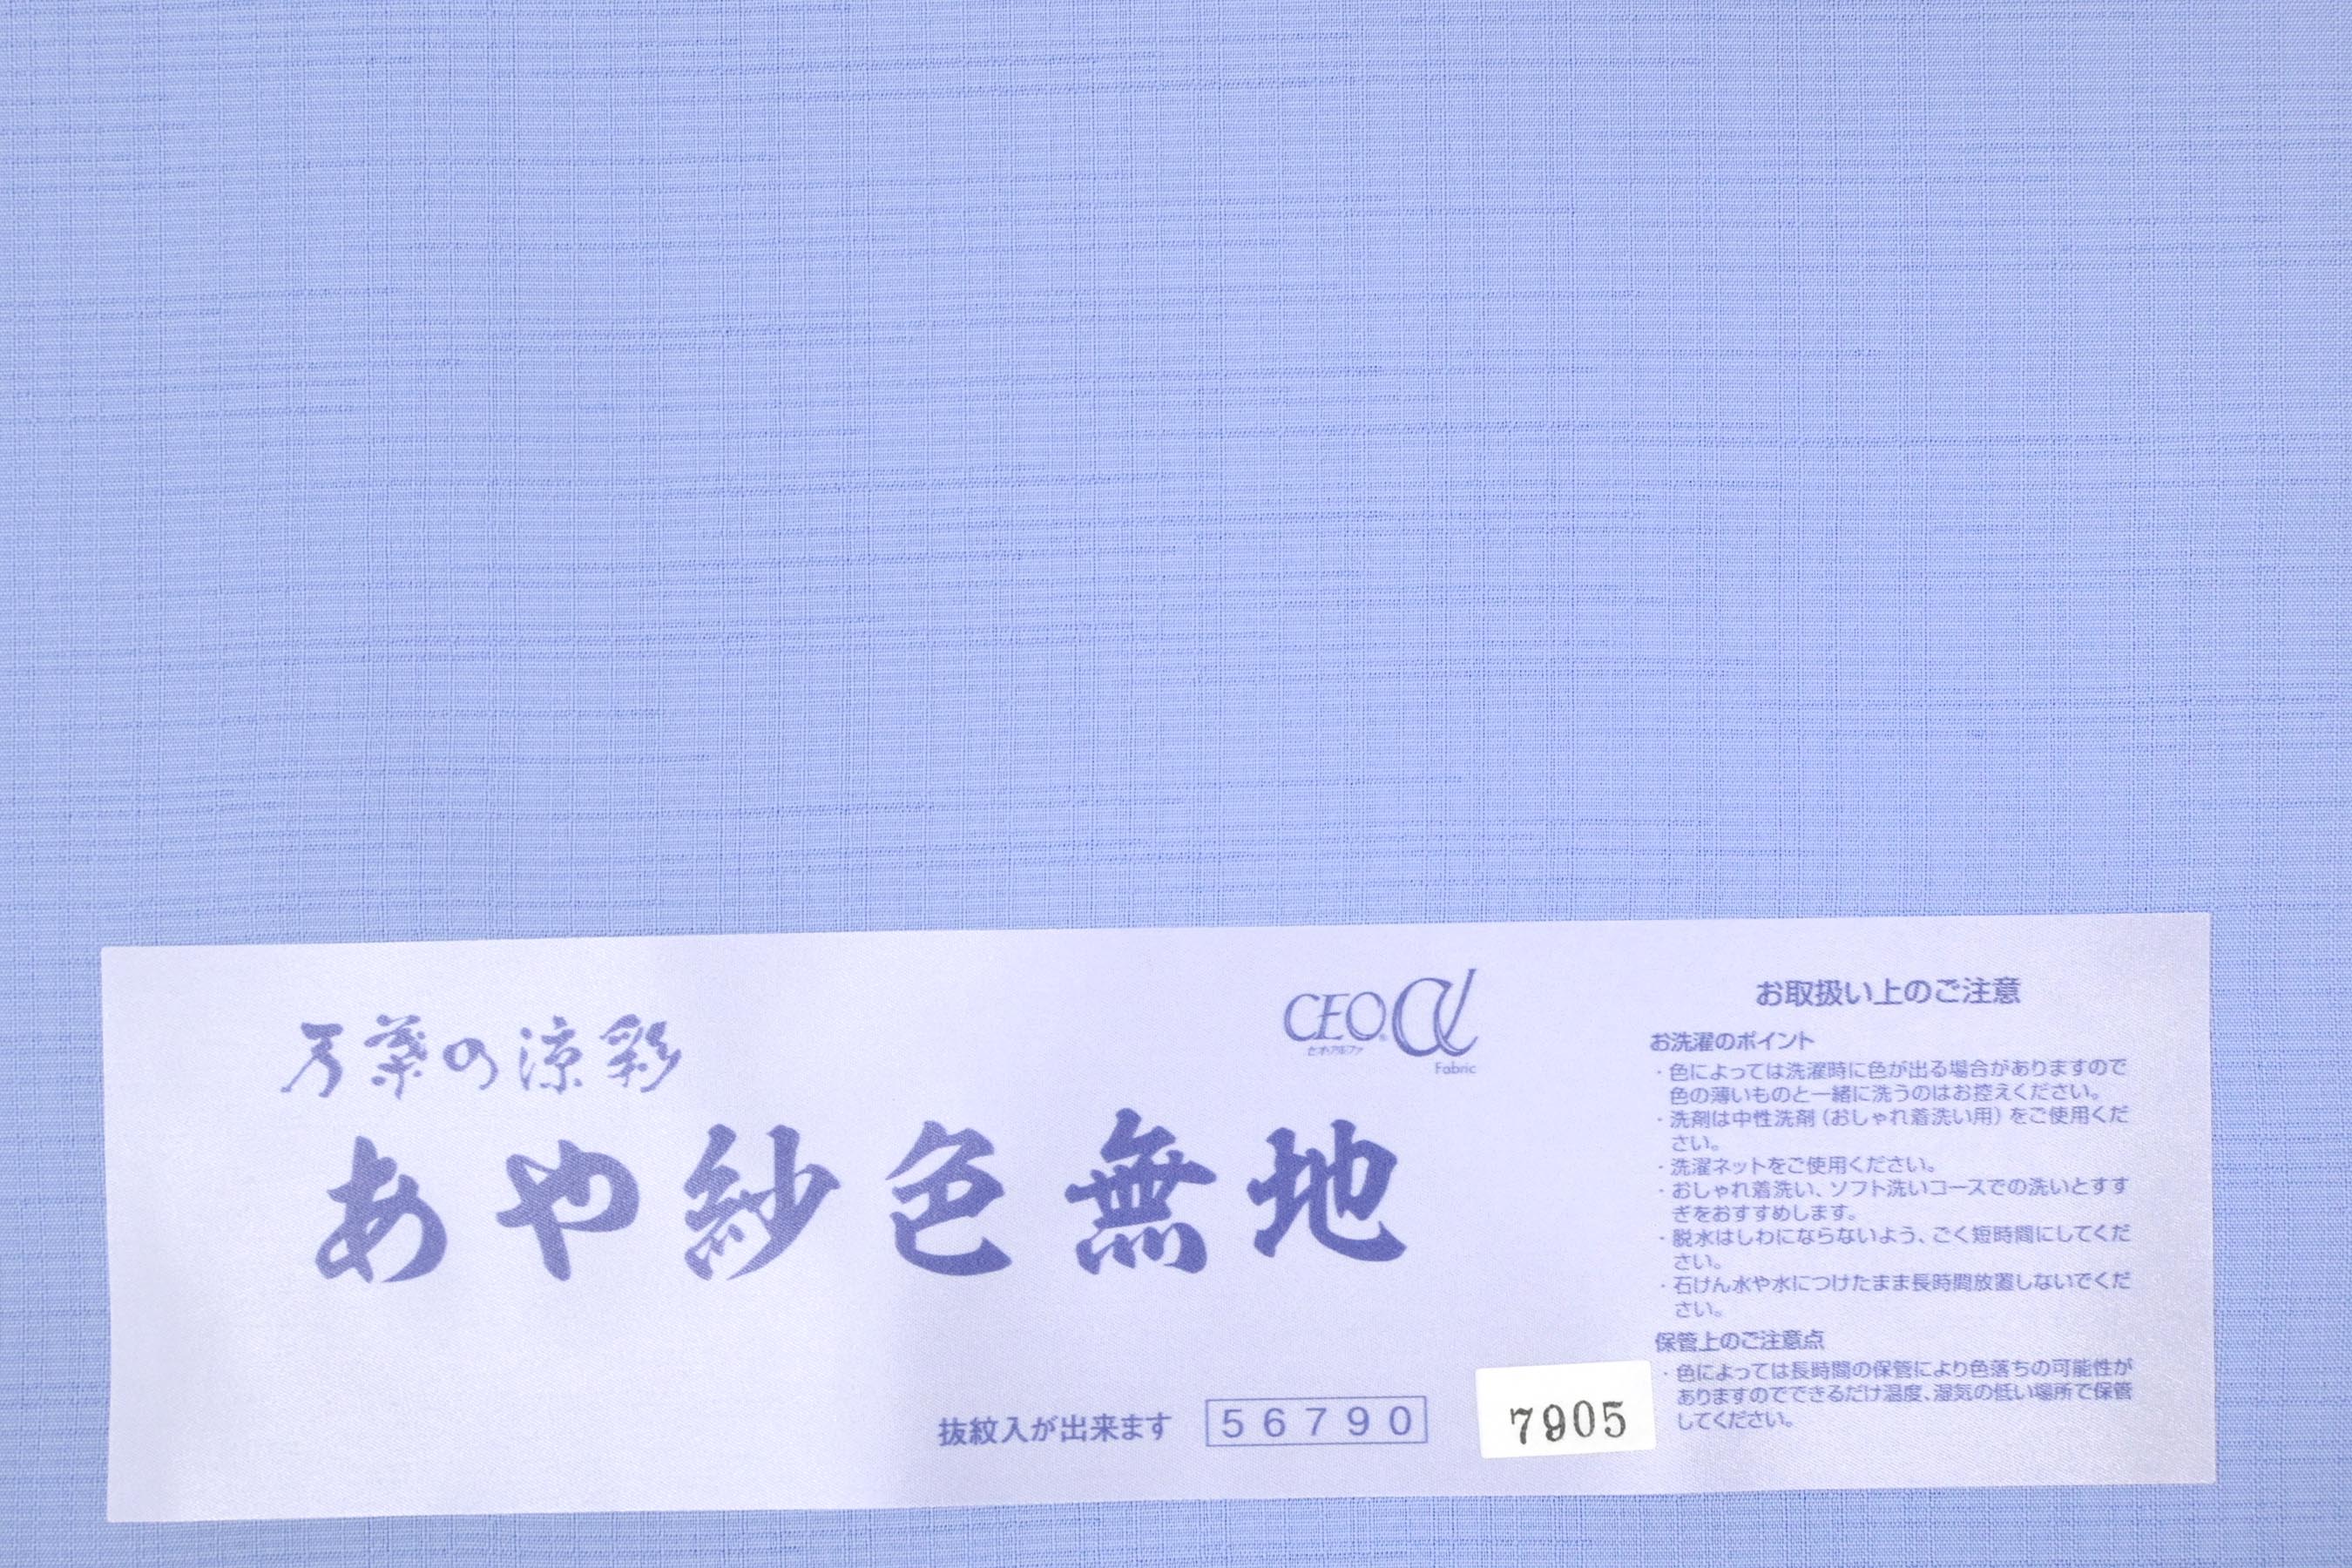 万葉の涼彩
あや紗色無地
CEOα
セオアルファ
Fabric
抜紋入が出来ます
56790
7905
お取扱い上のご注意
お洗濯のポイント
・色によっては洗濯時に色が出る場合がありますので
色の薄いものと一緒に洗うのはお控えください。
・洗剤は中性洗剤（おしゃれ着洗い用）をご使用くだ
さい。
・洗濯ネットをご使用ください。
・おしゃれ着洗い、ソフト洗いコースでの洗いとすす
ぎをおすすめします。
・脱水はしわにならないよう、ごく短時間にしてくだ
さい。
・石けん水や水につけたまま長時間放置しないでくだ
さい。
保管上のご注意点
・色によっては長時間の保管により色落ちの可能性が
ありますのでできるだけ温度、湿気の低い場所で保管
してください。